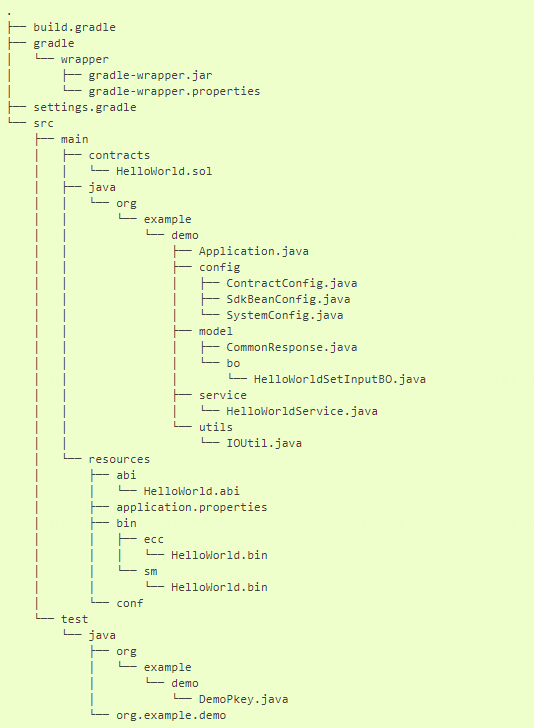 .
├── build.gradle
├── gradle
│   └── wrapper
│       ├── gradle-wrapper.jar
│       └── gradle-wrapper.properties
├── settings.gradle
└── src
    ├── main
    │   ├── contracts
    │   │   └── HelloWorld.sol
    │   ├── java
    │   │   └── org
    │   │       └── example
    │   │           └── demo
    │   │               ├── Application.java
    │   │               ├── config
    │   │               │   ├── ContractConfig.java
    │   │               │   ├── SdkBeanConfig.java
    │   │               │   └── SystemConfig.java
    │   │               ├── model
    │   │               │   ├── CommonResponse.java
    │   │               │   └── bo
    │   │               │       └── HelloWorldSetInputBO.java
    │   │               ├── service
    │   │               │   └── HelloWorldService.java
    │   │               └── utils
    │   │                   └── IOUtil.java
    │   └── resources
    │       ├── abi
    │       │   └── HelloWorld.abi
    │       ├── application.properties
    │       ├── bin
    │       │   ├── ecc
    │       │   │   └── HelloWorld.bin
    │       │   └── sm
    │       │       └── HelloWorld.bin
    │       └── conf
    └── test
        └── java
            ├── org
            │   └── example
            │       └── demo
            │           └── DemoPkey.java
            └── org.example.demo